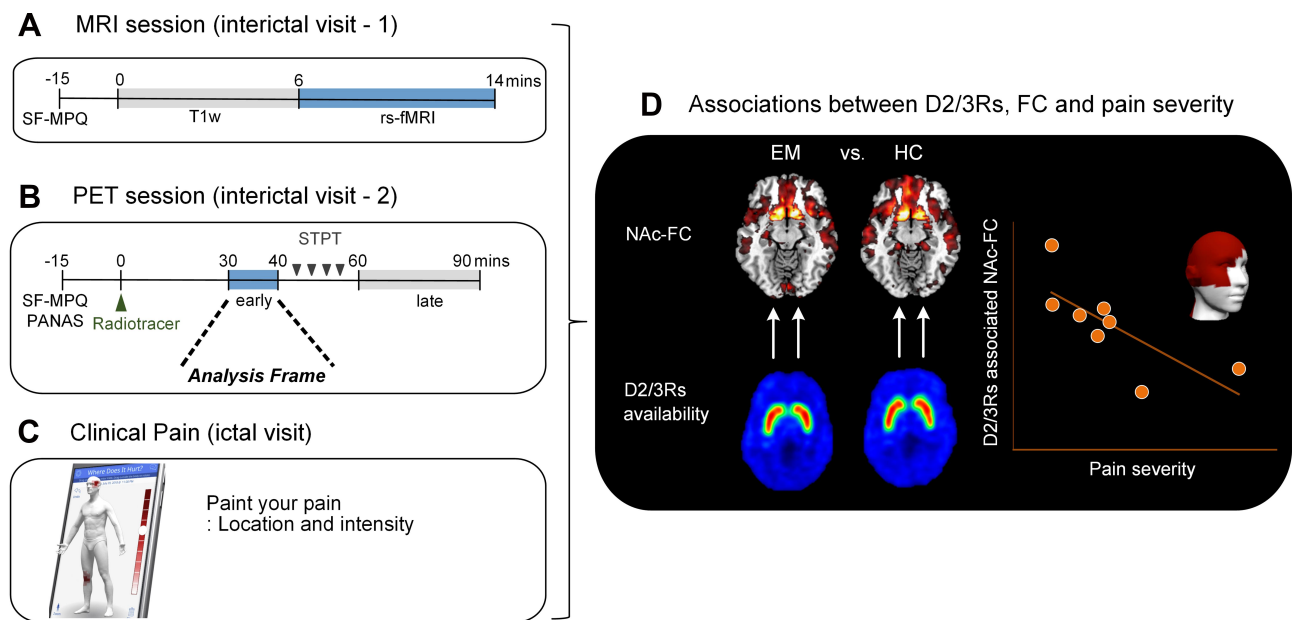 A MRI session (interictal visit - 1)
-15 0 6 14 mins
SF-MPQ T1w rs-fMRI
B PET session (interictal visit - 2)
STPT
-15 0 30 40 60 90 mins
SF-MPQ early late
PANAS Radiotracer
Analysis Frame
C Clinical Pain (ictal visit)
Where Does It Hurt?
Paint your pain
: Location and intensity
D Associations between D2/3Rs, FC and pain severity
EM vs. HC
NAc-FC
D2/3Rs
availability
D2/3Rs associated NAc-FC
Pain severity